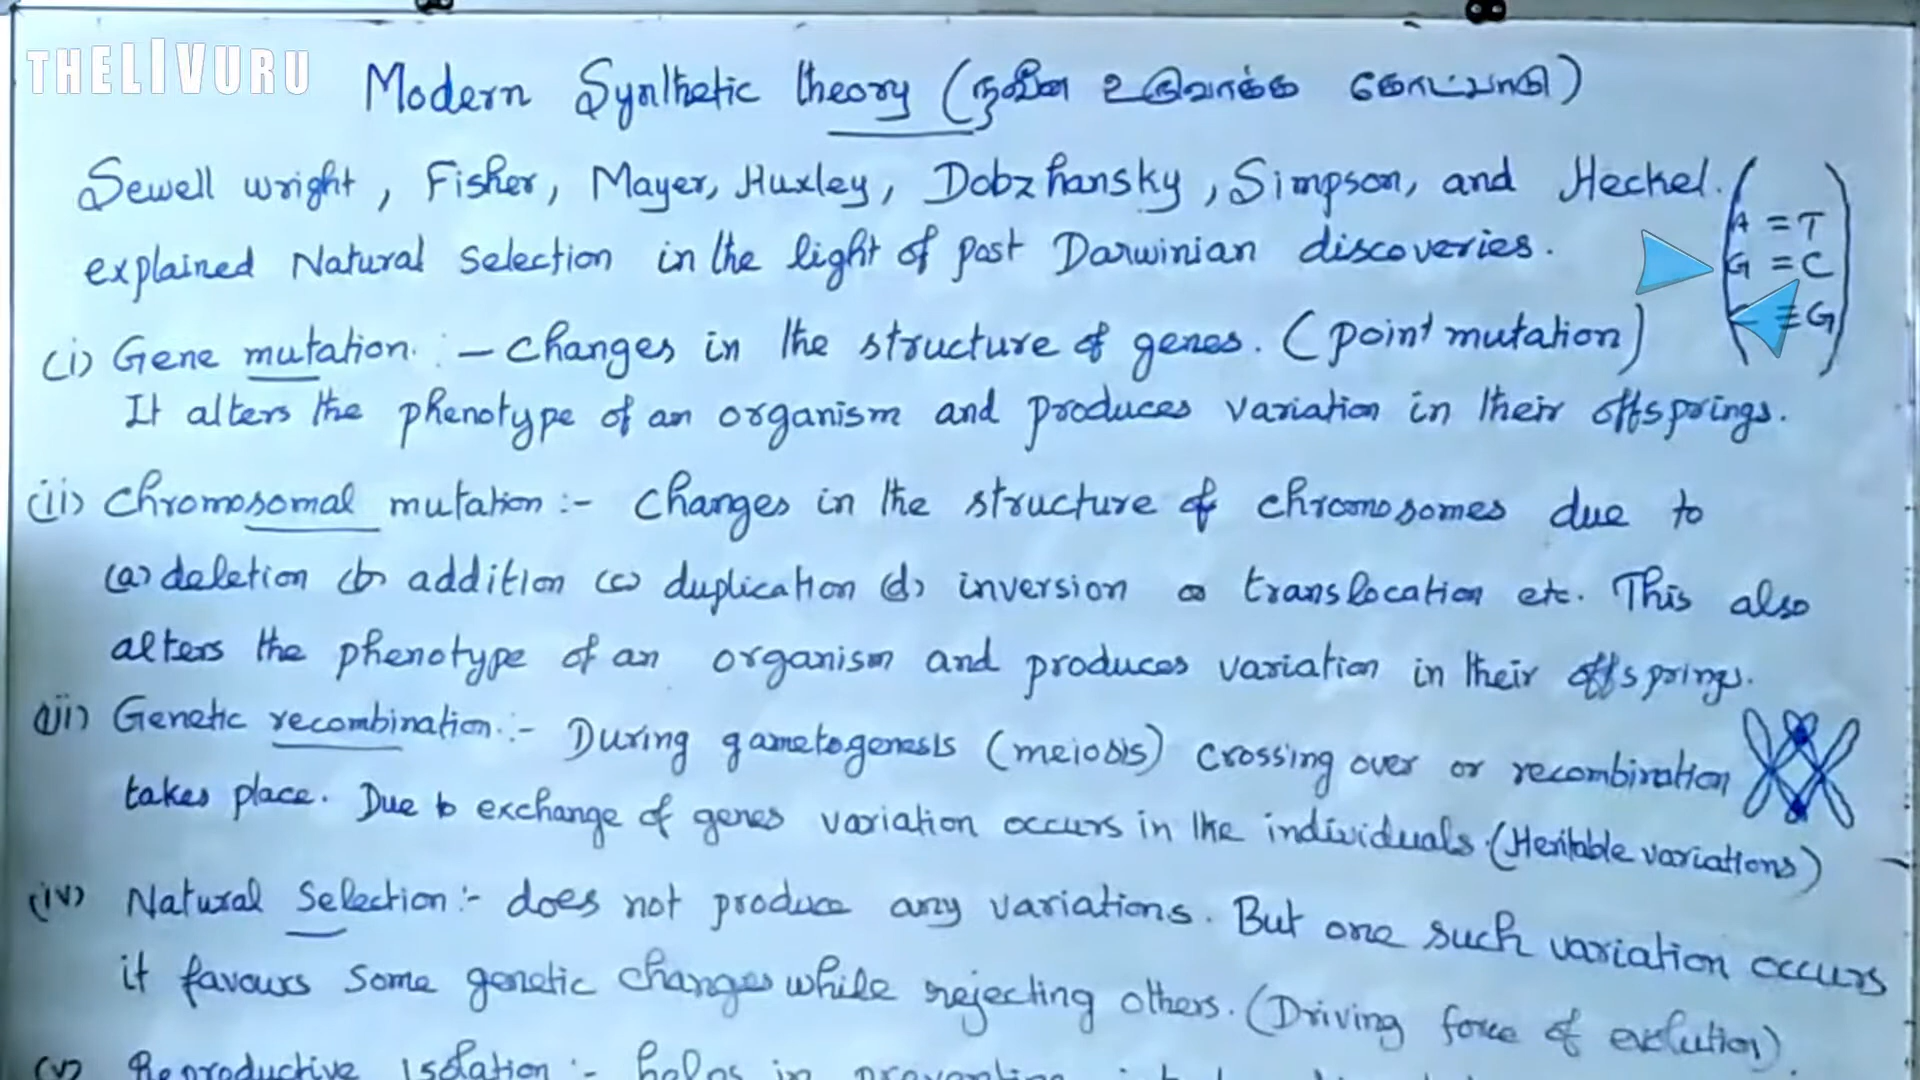 THELIVURU
Modern Synthetic theory (நவீன உருவாக்க கோட்பாடு)
Sewell wright, Fisher, Mayer, Huxley, Dobzhansky, Simpson, and Heckel.
explained Natural Selection in the light of post Darwinian discoveries.
A = T
G = C
≡ G
(i) Gene mutation :- changes in the structure of genes. (point mutation)
It alters the phenotype of an organism and produces variation in their offsprings.
(ii) Chromosomal mutation :- changes in the structure of chromosomes due to
(a) deletion (b) addition (c) duplication (d) inversion or translocation etc. This also
alters the phenotype of an organism and produces variation in their offsprings.
(iii) Genetic recombination :- During gametogenesis (meiosis) crossing over or recombination
takes place. Due to exchange of genes variation occurs in the individuals. (Heritable variations)
(iv) Natural Selection :- does not produce any variations. But one such variation occurs
it favours some genetic changes while rejecting others. (Driving force of evolution).
(v) Reproductive isolation :- helps in preventing